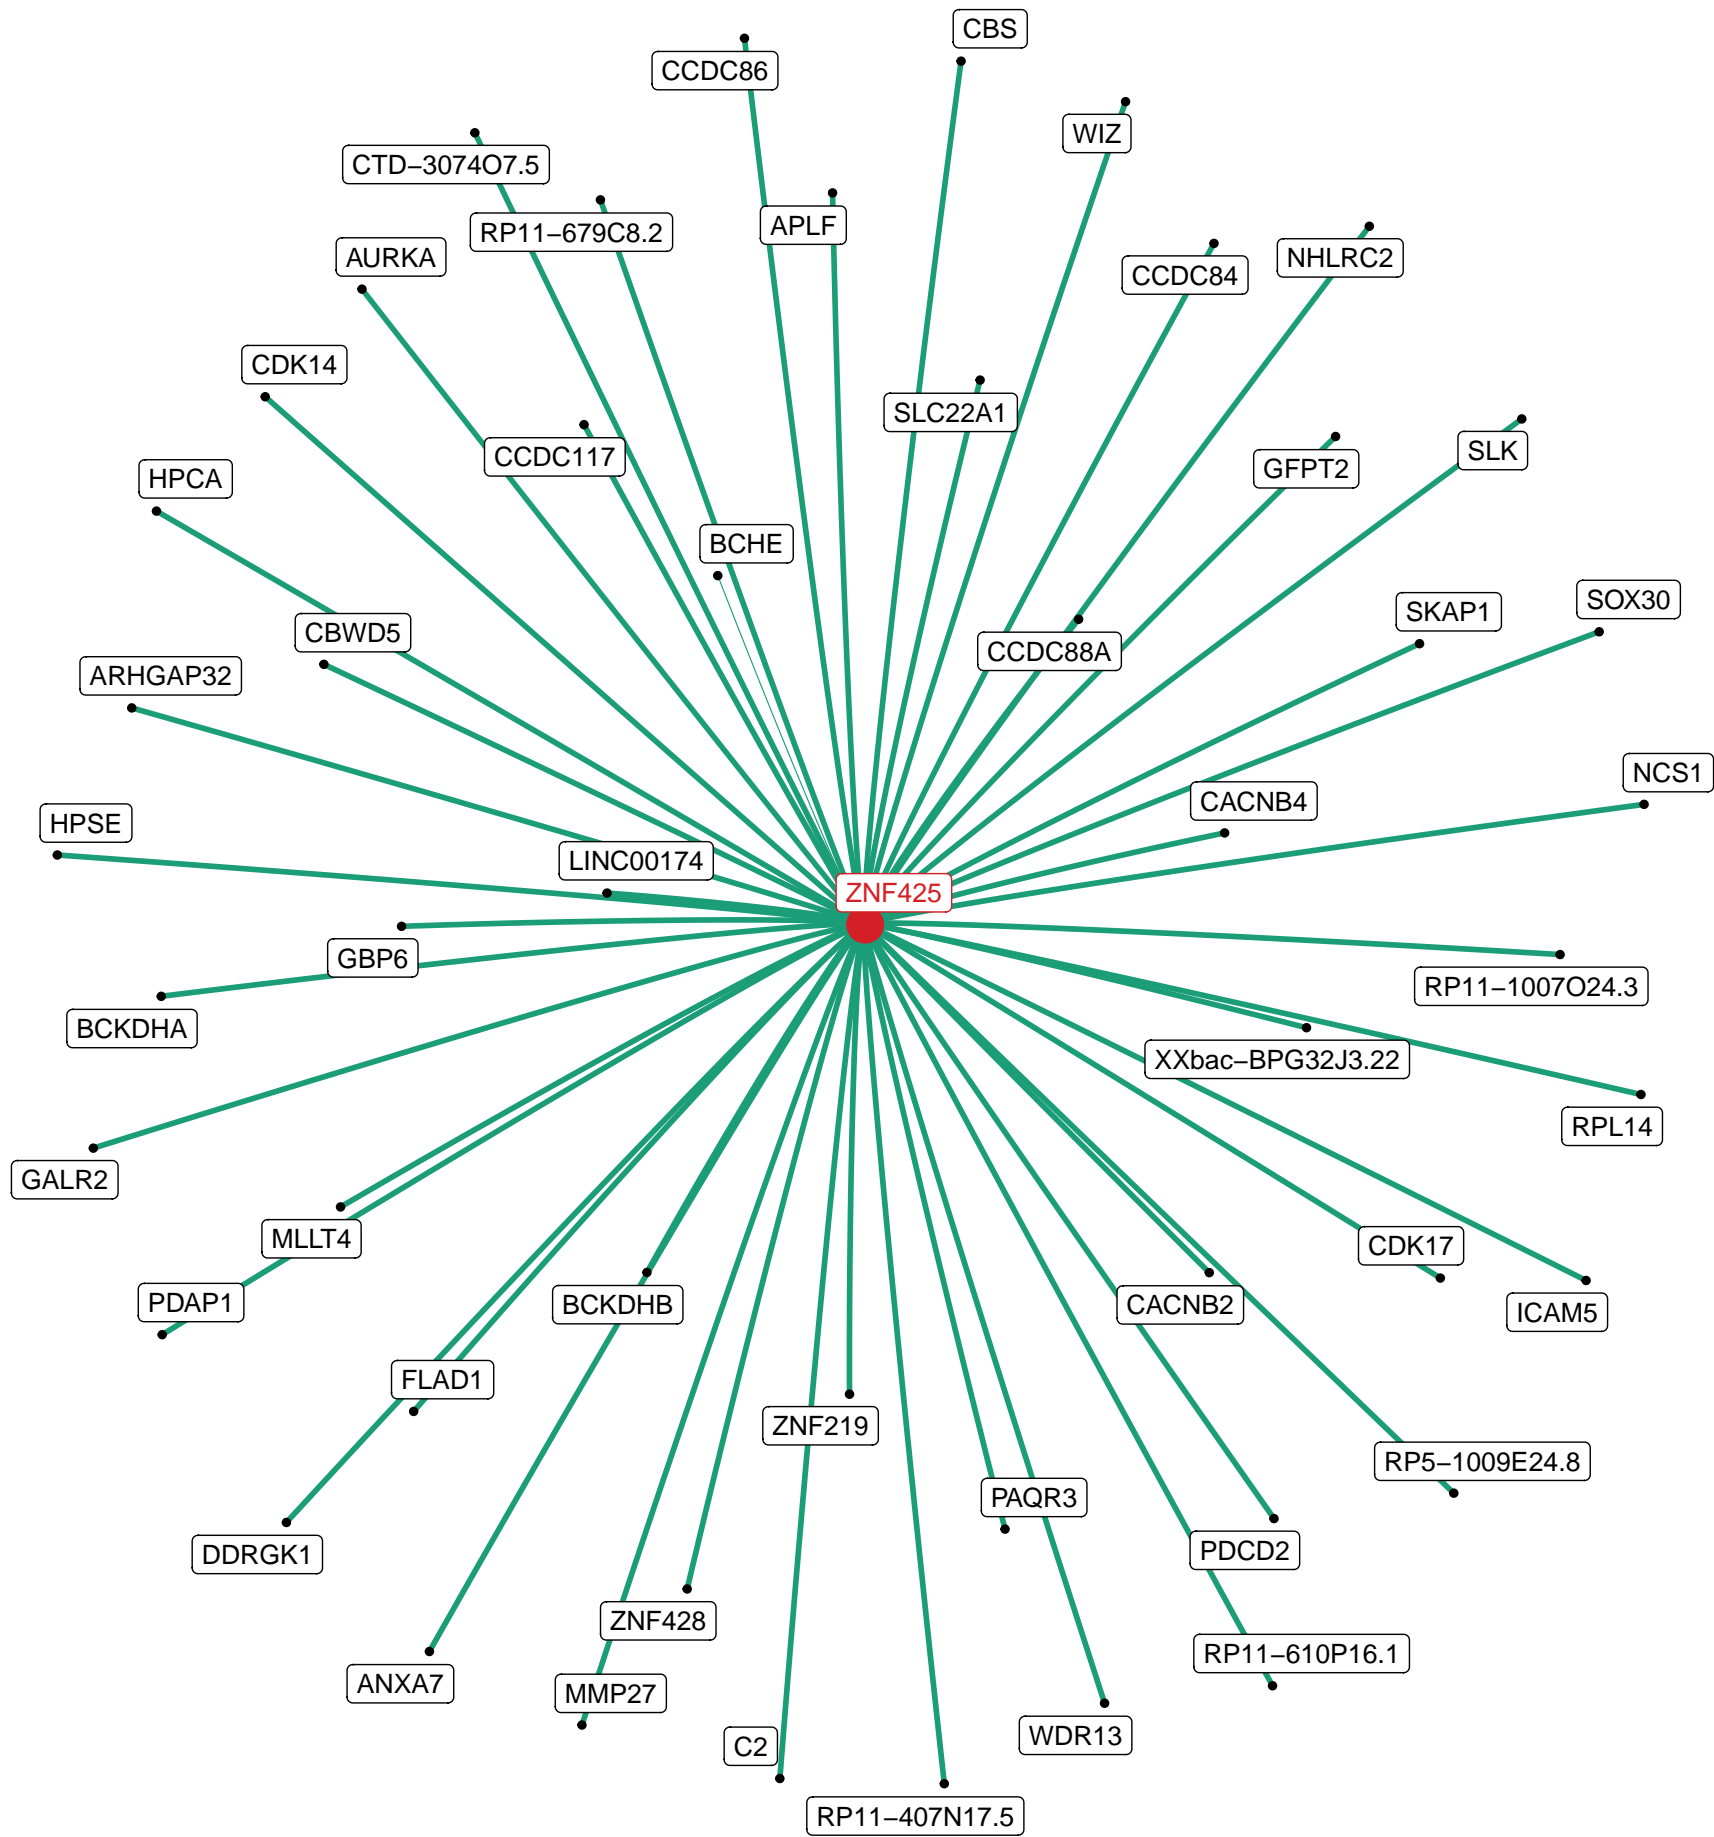 CBS
CCDC86
WIZ
CTD−3074O7.5
APLF
RP11−679C8.2
AURKA
NHLRC2
CCDC84
CDK14
SLC22A1
SLK
CCDC117
GFPT2
HPCA
BCHE
SOX30
SKAP1
CBWD5
CCDC88A
ARHGAP32
NCS1
CACNB4
HPSE
LINC00174
ZNF425
GBP6
RP11−1007O24.3
BCKDHA
XXbac−BPG32J3.22
RPL14
GALR2
MLLT4
CDK17
PDAP1
BCKDHB
CACNB2
ICAM5
FLAD1
ZNF219
RP5−1009E24.8
PAQR3
DDRGK1
PDCD2
ZNF428
RP11−610P16.1
ANXA7
MMP27
WDR13
C2
RP11−407N17.5